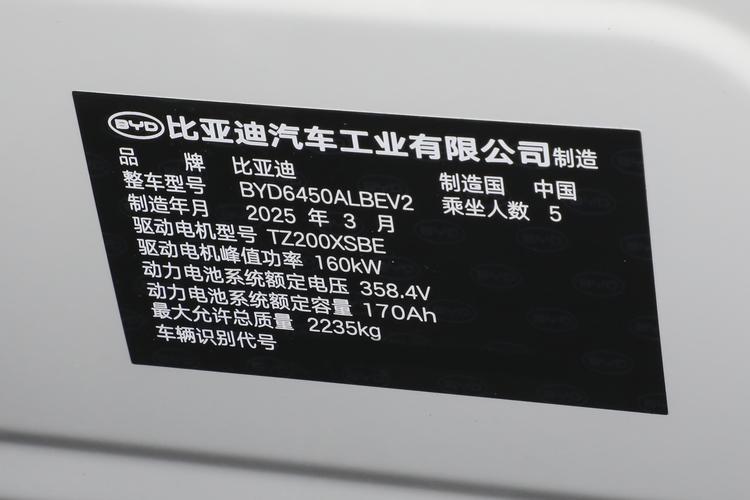 BYD 比亚迪汽车工业有限公司制造
品 牌 比亚迪 制造国 中国
整车型号 BYD6450ALBEV2 乘坐人数 5
制造年月 2025 年 3 月
驱动电机型号 TZ200XSBE
驱动电机峰值功率 160kW
动力电池系统额定电压 358.4V
动力电池系统额定容量 170Ah
最大允许总质量 2235kg
车辆识别代号